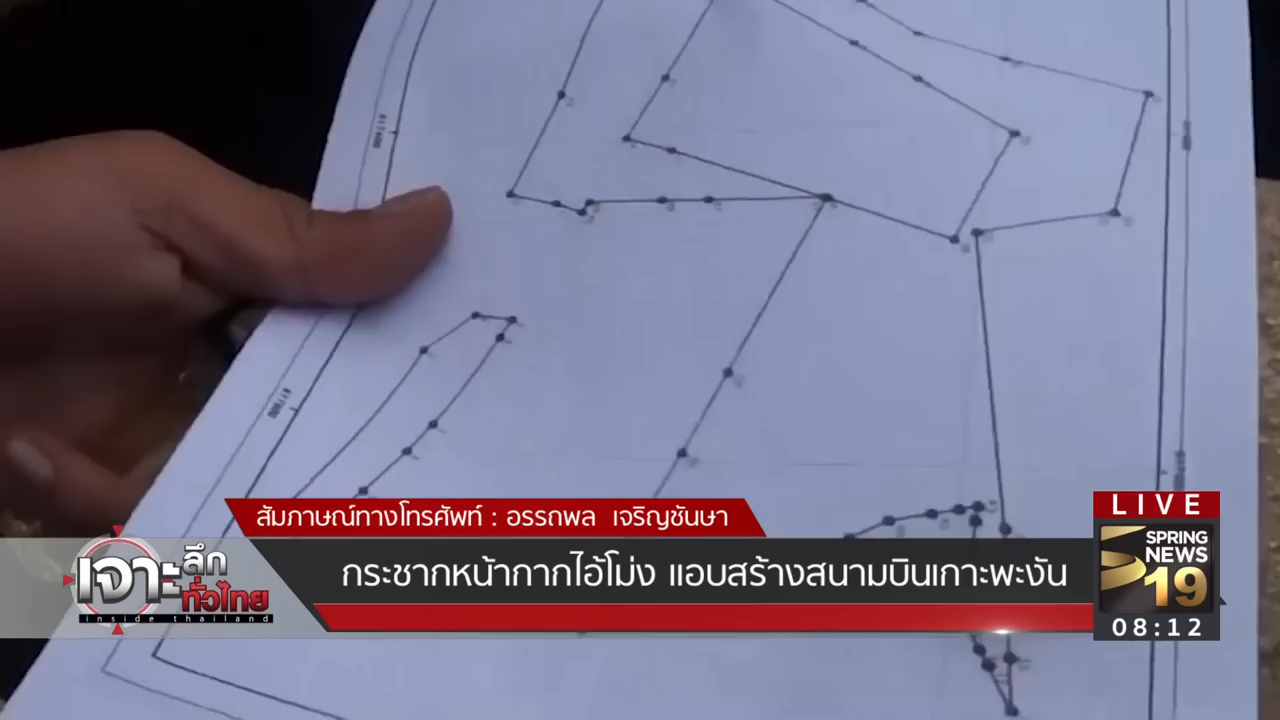 สัมภาษณ์ทางโทรศัพท์ : อรรถพล เจริญชันษา
เจาะลึกทั่วไทย
inside thailand
กระชากหน้ากากไอ้โม่ง แอบสร้างสนามบินเกาะพะงัน
LIVE
SPRING
NEWS
19
08:12